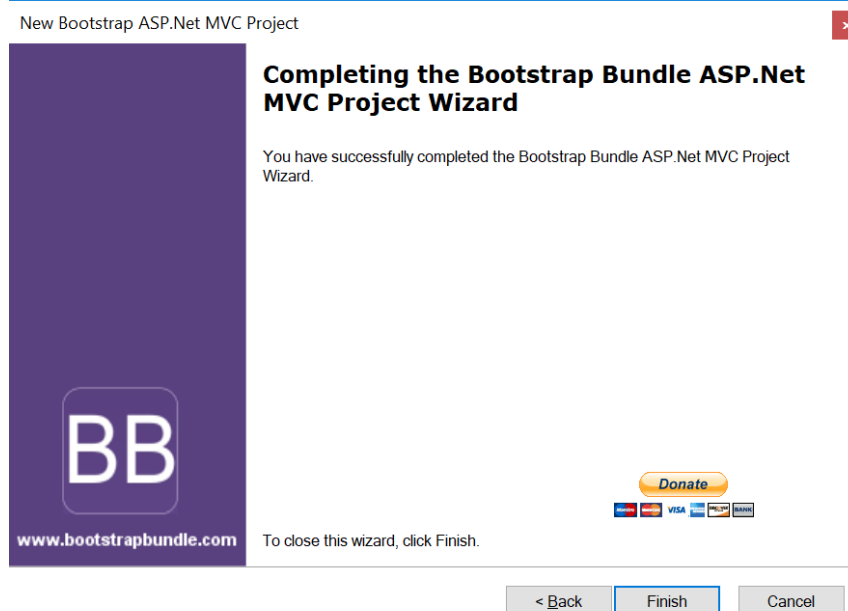 New Bootstrap ASP.Net MVC Project
Completing the Bootstrap Bundle ASP.Net
MVC Project Wizard
You have successfully completed the Bootstrap Bundle ASP.Net MVC Project
Wizard.
BB
Donate
VISA
BANK
www.bootstrapbundle.com
To close this wizard, click Finish.
< Back
Finish
Cancel